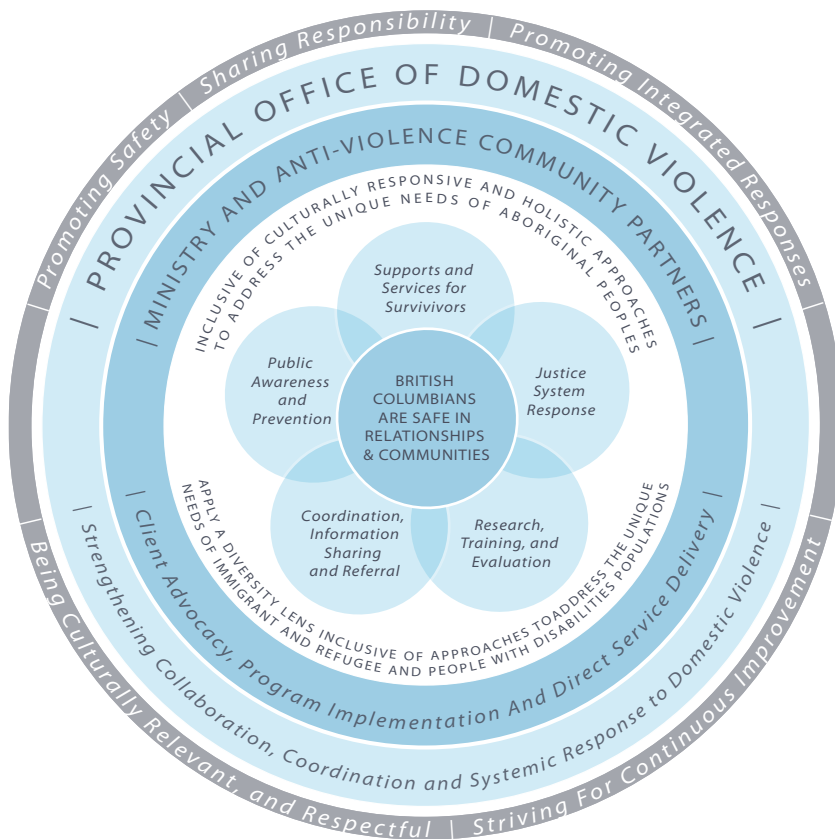 Promoting Safety | Sharing Responsibility | Promoting Integrated Responses
| PROVINCIAL OFFICE OF DOMESTIC VIOLENCE |
| MINISTRY AND ANTI-VIOLENCE COMMUNITY PARTNERS |
INCLUSIVE OF CULTURALLY RESPONSIVE AND HOLISTIC APPROACHES
TO ADDRESS THE UNIQUE NEEDS OF ABORIGINAL PEOPLES
Supports and
Services for
Survivors
Public
Awareness
and
Prevention
BRITISH
COLUMBIANS
ARE SAFE IN
RELATIONSHIPS
& COMMUNITIES
Justice
System
Response
Coordination,
Information
Sharing
and Referral
Research,
Training, and
Evaluation
APPLY A DIVERSITY LENS INCLUSIVE OF APPROACHES TOADDRESS THE UNIQUE
NEEDS OF IMMIGRANT AND REFUGEE AND PEOPLE WITH DISABILITIES POPULATIONS
| Client Advocacy, Program Implementation And Direct Service Delivery |
| Strengthening Collaboration, Coordination and Systemic Response to Domestic Violence |
Being Culturally Relevant, and Respectful | Striving For Continuous Improvement